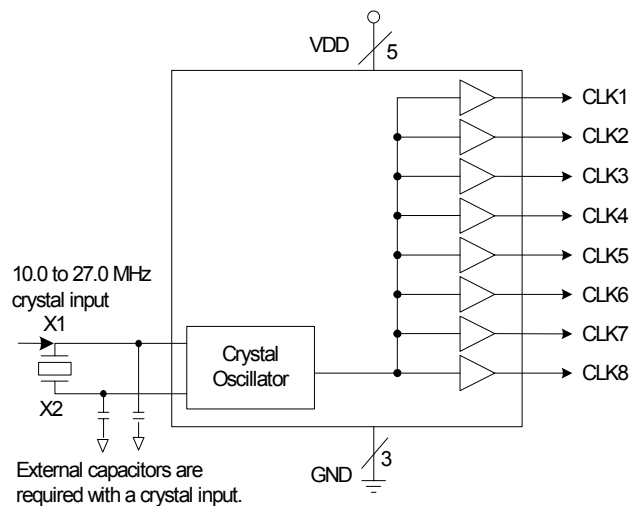 VDD
5
CLK1
CLK2
CLK3
CLK4
CLK5
CLK6
CLK7
CLK8
10.0 to 27.0 MHz
crystal input
X1
X2
Crystal
Oscillator
External capacitors are
required with a crystal input.
GND
3